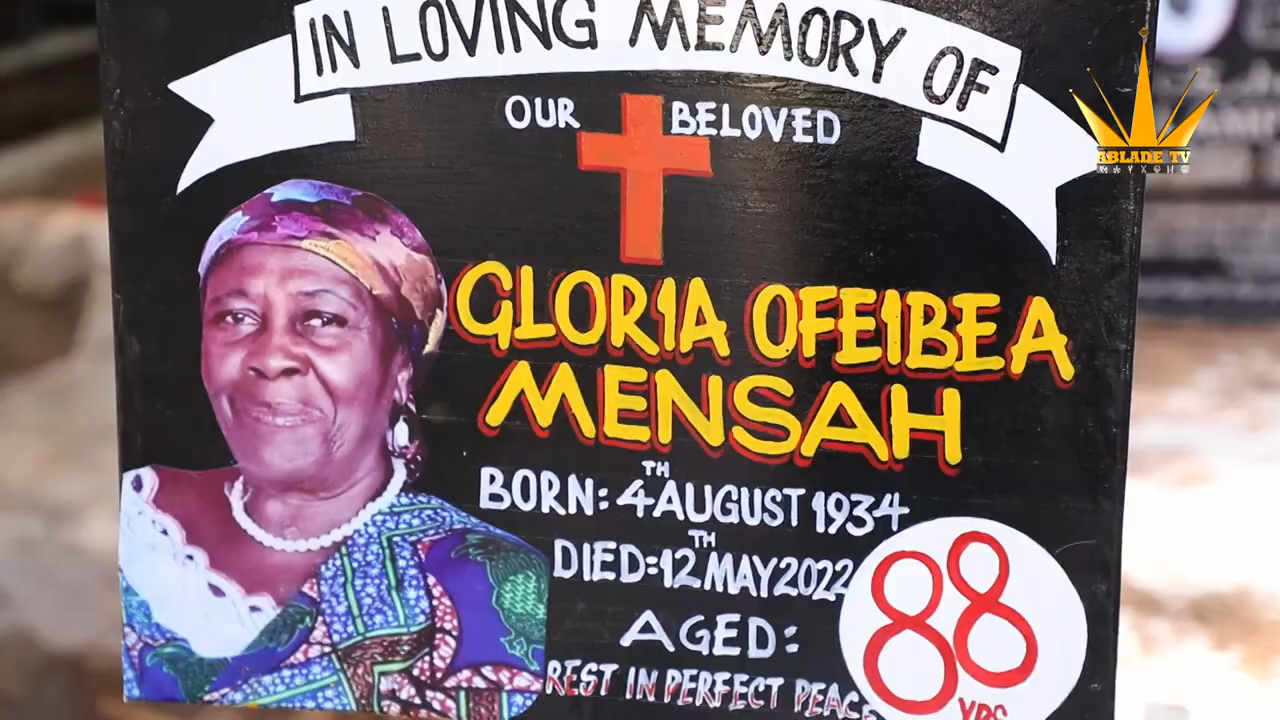 IN LOVING MEMORY OF
OUR BELOVED
GLORIA OFEIBEA
MENSAH
BORN: 4TH AUGUST 1934
DIED: 12TH MAY 2022
AGED: 88 YRS
REST IN PERFECT PEACE
ABLADE TV